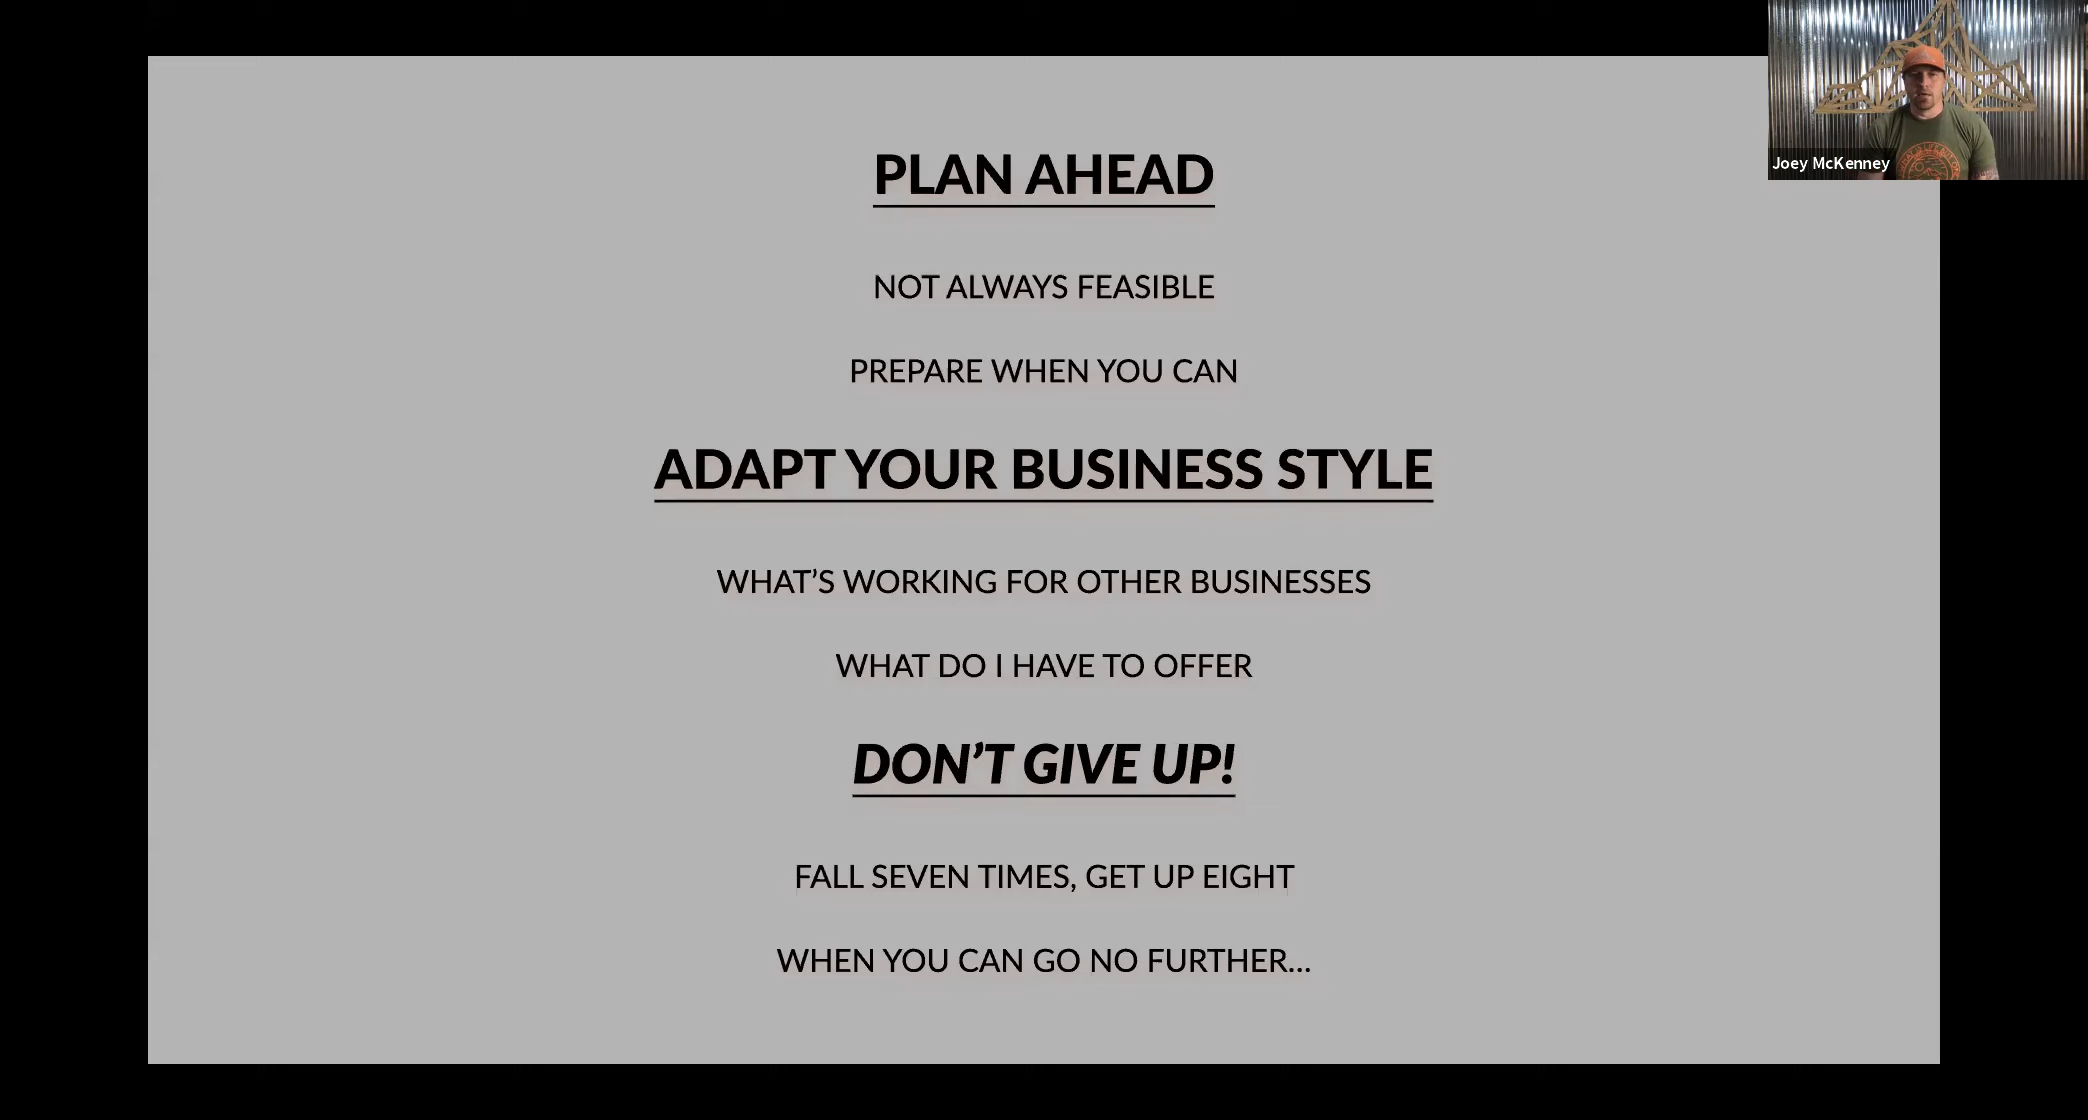 PLAN AHEAD
Joey McKenney
NOT ALWAYS FEASIBLE
PREPARE WHEN YOU CAN
ADAPT YOUR BUSINESS STYLE
WHAT’S WORKING FOR OTHER BUSINESSES
WHAT DO I HAVE TO OFFER
DON’T GIVE UP!
FALL SEVEN TIMES, GET UP EIGHT
WHEN YOU CAN GO NO FURTHER...